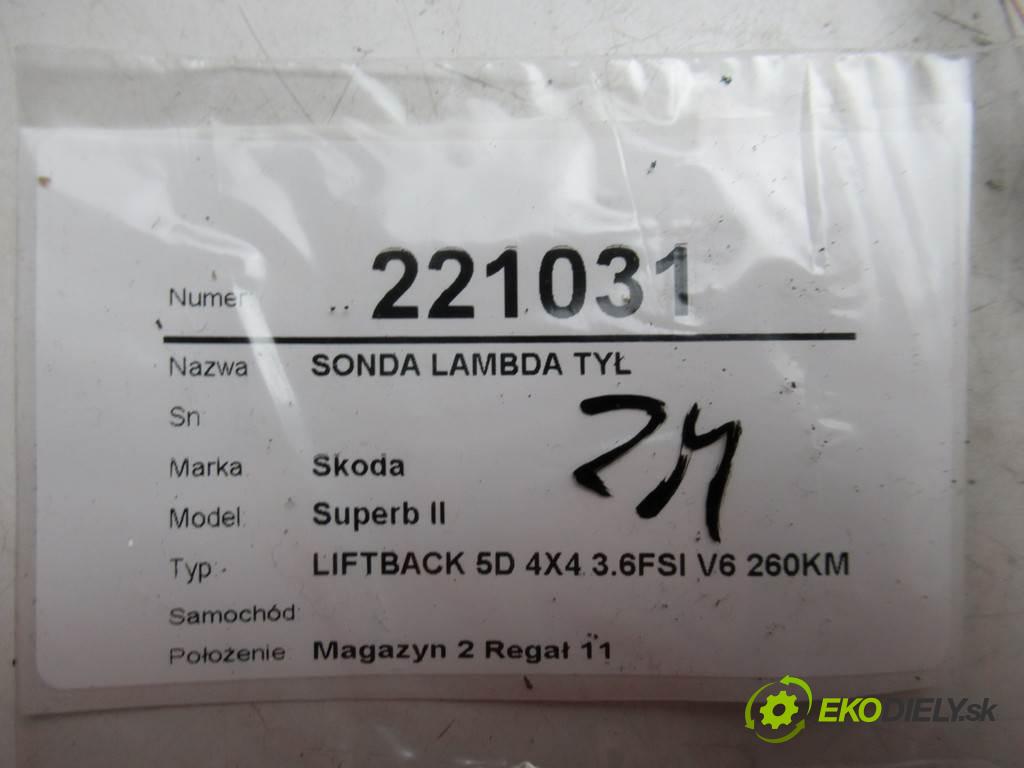 Numer 221031
Nazwa SONDA LAMBDA TYŁ
Sn
Marka Skoda
Model: Superb II
Typ: LIFTBACK 5D 4X4 3.6FSI V6 260KM
Samochód:
Położenie: Magazyn 2 Regał 11
EKODIELY.sk